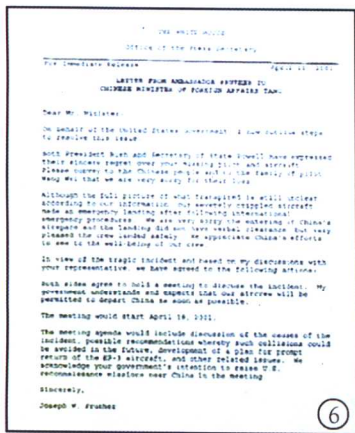 THE WHITE HOUSE
Office of the Press Secretary
For Immediate Release April 11, 2001
LETTER FROM AMBASSADOR PRUEHER TO
CHINESE MINISTER OF FOREIGN AFFAIRS TANG
Dear Mr. Minister:
On behalf of the United States Government, I now outline steps
to resolve this issue.
Both President Bush and Secretary of State Powell have expressed
their sincere regret over your missing pilot and aircraft.
Please convey to the Chinese people and to the family of pilot
Wang Wei that we are very sorry for their loss.
Although the full picture of what transpired is still unclear
according to our information, our severely crippled aircraft
made an emergency landing after following international
emergency procedures. We are very sorry the entering of China's
airspace and the landing did not have verbal clearance, but very
pleased the crew landed safely. We appreciate China's efforts
to see to the well-being of our crew.
In view of the tragic incident and based on my discussions with
your representative, we have agreed to the following actions:
Both sides agree to hold a meeting to discuss the incident. My
government understands and expects that our aircrew will be
permitted to depart China as soon as possible.
The meeting would start April 18, 2001.
The meeting agenda would include discussion of the causes of the
incident, possible recommendations whereby such collisions could
be avoided in the future, development of a plan for prompt
return of the EP-3 aircraft, and other related issues. We
acknowledge your government's intention to raise U.S.
reconnaissance missions near China in the meeting.
Sincerely,
Joseph W. Prueher
6